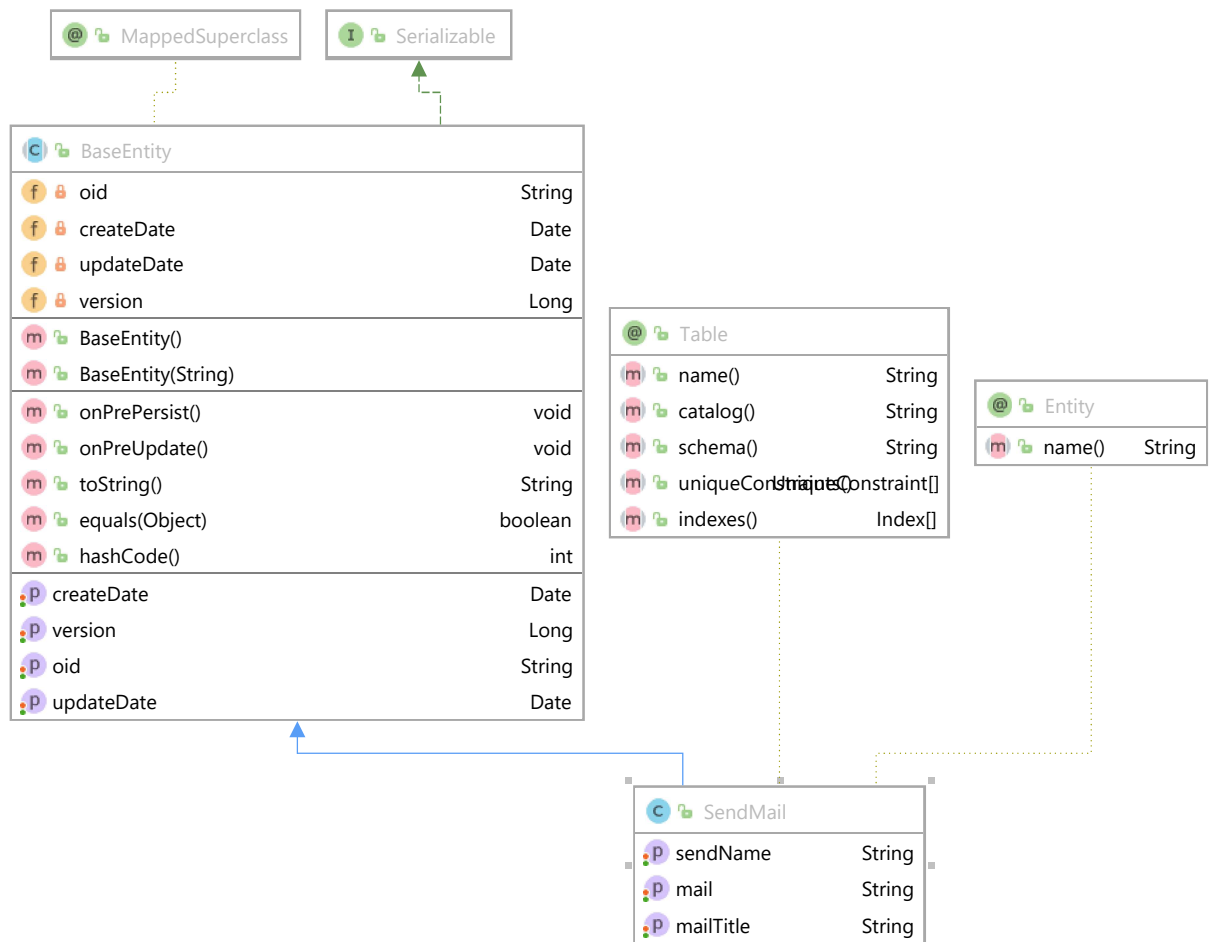 @ MappedSuperclass
I Serializable
C BaseEntity
f oid String
f createDate Date
f updateDate Date
f version Long
m BaseEntity()
m BaseEntity(String)
m onPrePersist() void
m onPreUpdate() void
m toString() String
m equals(Object) boolean
m hashCode() int
p createDate Date
p version Long
p oid String
p updateDate Date
@ Table
m name() String
m catalog() String
m schema() String
m uniqueConstraints() UniqueConstraint[]
m indexes() Index[]
@ Entity
m name() String
C SendMail
p sendName String
p mail String
p mailTitle String